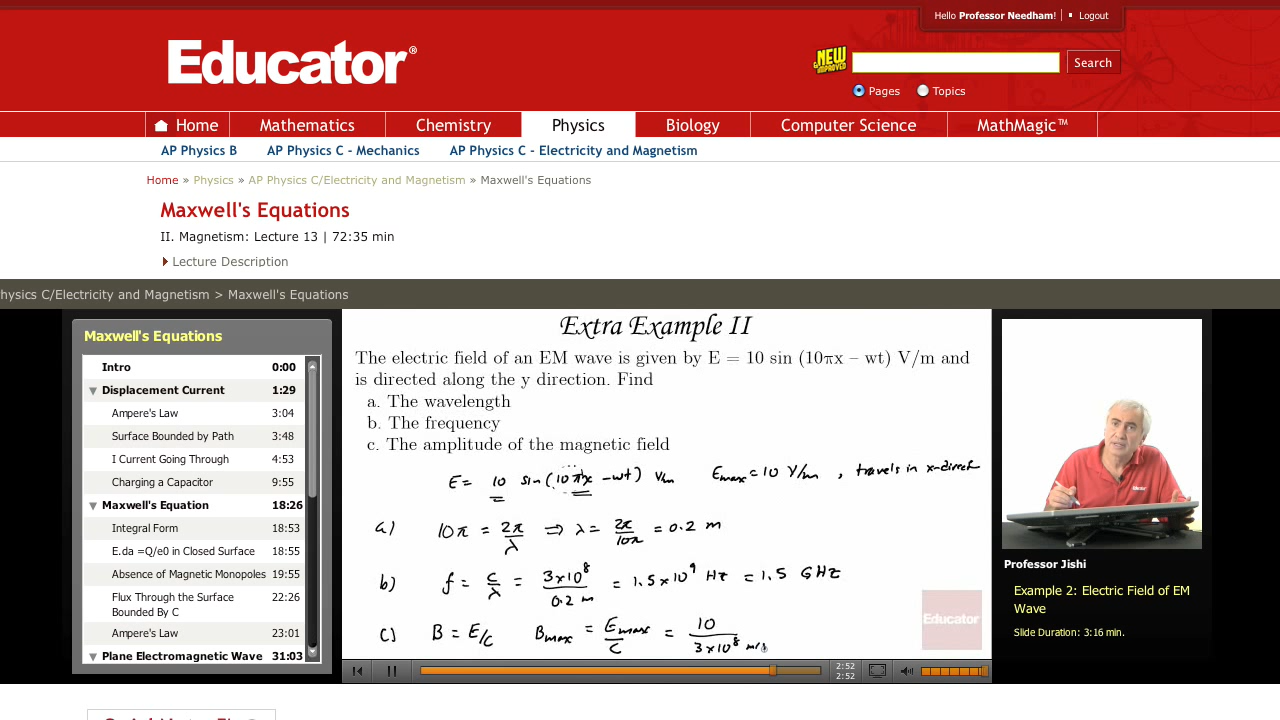 Hello Professor Needham! Logout
Educator®
NEW & IMPROVED
Search
Pages Topics
Home Mathematics Chemistry Physics Biology Computer Science MathMagic™
AP Physics B AP Physics C - Mechanics AP Physics C - Electricity and Magnetism
Home » Physics » AP Physics C/Electricity and Magnetism » Maxwell's Equations
Maxwell's Equations
II. Magnetism: Lecture 13 | 72:35 min
Lecture Description
hysics C/Electricity and Magnetism > Maxwell's Equations
Maxwell's Equations
Intro 0:00
Displacement Current 1:29
Ampere's Law 3:04
Surface Bounded by Path 3:48
I Current Going Through 4:53
Charging a Capacitor 9:55
Maxwell's Equation 18:26
Integral Form 18:53
E.da =Q/e0 in Closed Surface 18:55
Absence of Magnetic Monopoles 19:55
Flux Through the Surface
Bounded By C 22:26
Ampere's Law 23:01
Plane Electromagnetic Wave 31:03
Extra Example II
The electric field of an EM wave is given by E = 10 sin (10πx – wt) V/m and
is directed along the y direction. Find
a. The wavelength
b. The frequency
c. The amplitude of the magnetic field
E = 10 sin(10πx - wt) V/m Emax = 10 V/m , travels in x-direct
a) 10π = 2π/λ ⇒ λ = 2π/10π = 0.2 m
b) f = c/λ = 3×10⁸/0.2 m = 1.5×10⁹ Hz = 1.5 GHz
c) B = E/c Bmax = Emax/c = 10/3×10⁸ m/s
Educator
2:52
2:52
Professor Jishi
Example 2: Electric Field of EM
Wave
Slide Duration: 3:16 min.